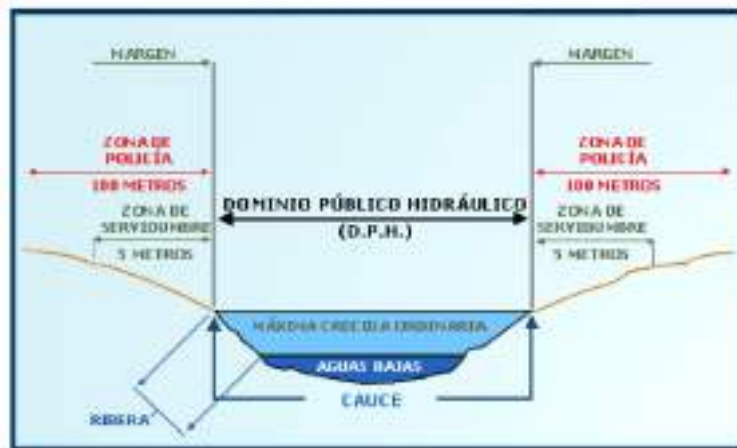 MARGEN
MARGEN
ZONA DE
POLICÍA
100 METROS
ZONA DE
POLICÍA
100 METROS
DOMINIO PÚBLICO HIDRÁULICO
(D.P.H.)
ZONA DE
SERVIDUMBRE
5 METROS
ZONA DE
SERVIDUMBRE
5 METROS
MÁXIMA CRECIDA ORDINARIA
AGUAS BAJAS
CAUCE
RIBERA